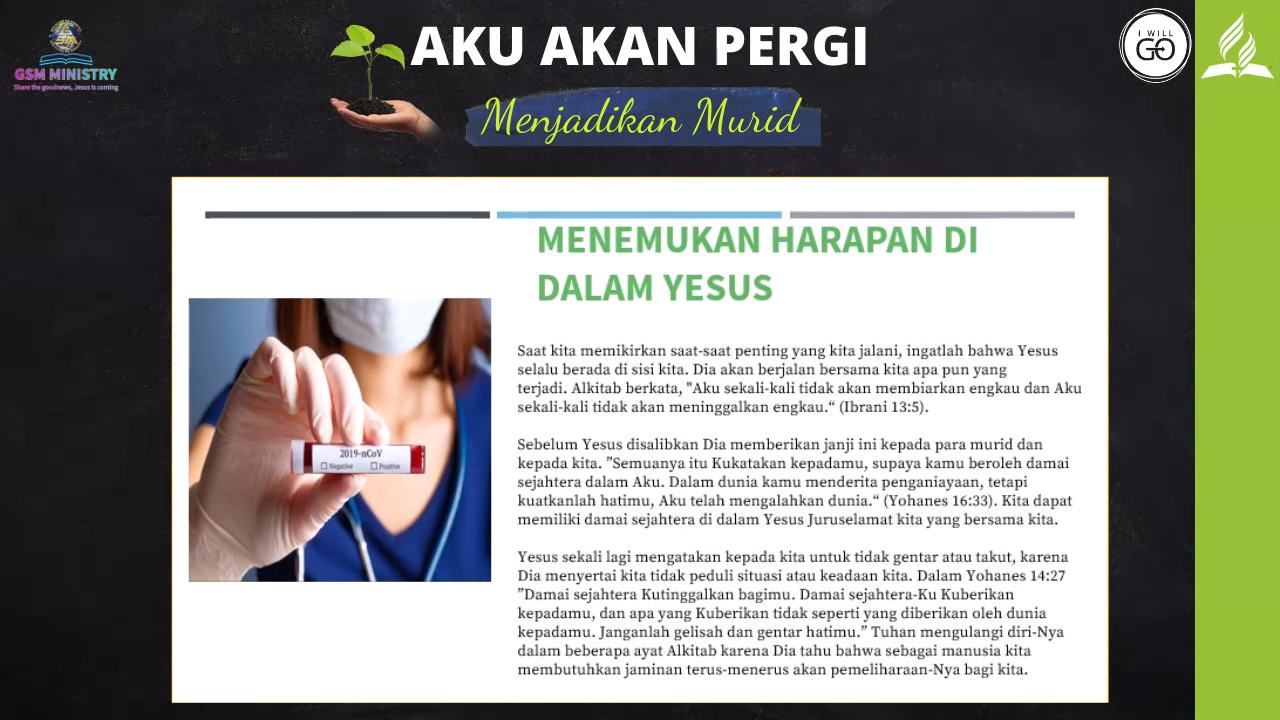 GSM MINISTRY
Share the goodnews, Jesus is coming
AKU AKAN PERGI
Menjadikan Murid
I WILL
GO
MENEMUKAN HARAPAN DI
DALAM YESUS
2019-nCoV
Negative Positive
Saat kita memikirkan saat-saat penting yang kita jalani, ingatlah bahwa Yesus
selalu berada di sisi kita. Dia akan berjalan bersama kita apa pun yang
terjadi. Alkitab berkata, "Aku sekali-kali tidak akan membiarkan engkau dan Aku
sekali-kali tidak akan meninggalkan engkau.“ (Ibrani 13:5).
Sebelum Yesus disalibkan Dia memberikan janji ini kepada para murid dan
kepada kita. ”Semuanya itu Kukatakan kepadamu, supaya kamu beroleh damai
sejahtera dalam Aku. Dalam dunia kamu menderita penganiayaan, tetapi
kuatkanlah hatimu, Aku telah mengalahkan dunia.“ (Yohanes 16:33). Kita dapat
memiliki damai sejahtera di dalam Yesus Juruselamat kita yang bersama kita.
Yesus sekali lagi mengatakan kepada kita untuk tidak gentar atau takut, karena
Dia menyertai kita tidak peduli situasi atau keadaan kita. Dalam Yohanes 14:27
”Damai sejahtera Kutinggalkan bagimu. Damai sejahtera-Ku Kuberikan
kepadamu, dan apa yang Kuberikan tidak seperti yang diberikan oleh dunia
kepadamu. Janganlah gelisah dan gentar hatimu.” Tuhan mengulangi diri-Nya
dalam beberapa ayat Alkitab karena Dia tahu bahwa sebagai manusia kita
membutuhkan jaminan terus-menerus akan pemeliharaan-Nya bagi kita.